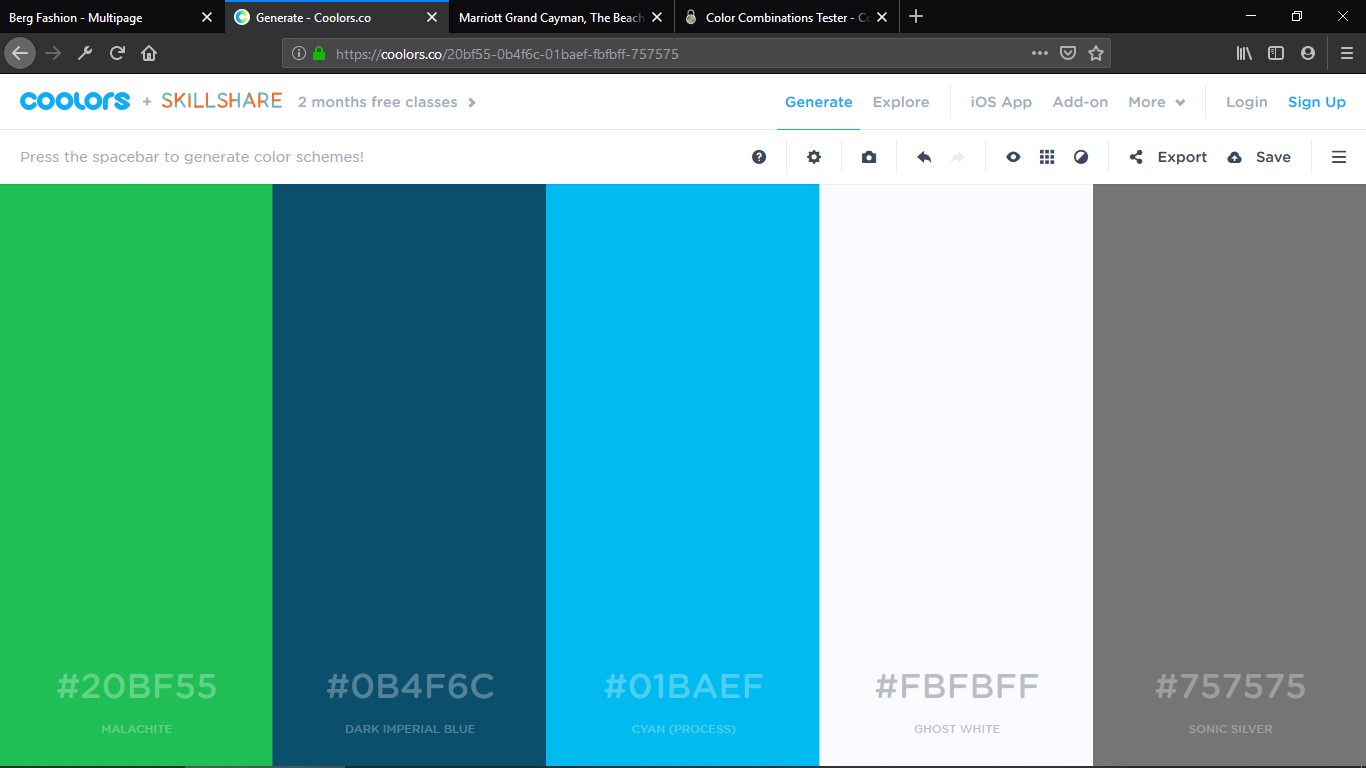 Berg Fashion - Multipage
Generate - Coolors.co
Marriott Grand Cayman, The Beach
Color Combinations Tester - Co
https://coolors.co/20bf55-0b4f6c-01baef-fbfbff-757575
coolors + SKILLSHARE 2 months free classes
Generate Explore iOS App Add-on More Login Sign Up
Press the spacebar to generate color schemes!
Export Save
#20BF55
MALACHITE
#0B4F6C
DARK IMPERIAL BLUE
#01BAEF
CYAN (PROCESS)
#FBFBFF
GHOST WHITE
#757575
SONIC SILVER